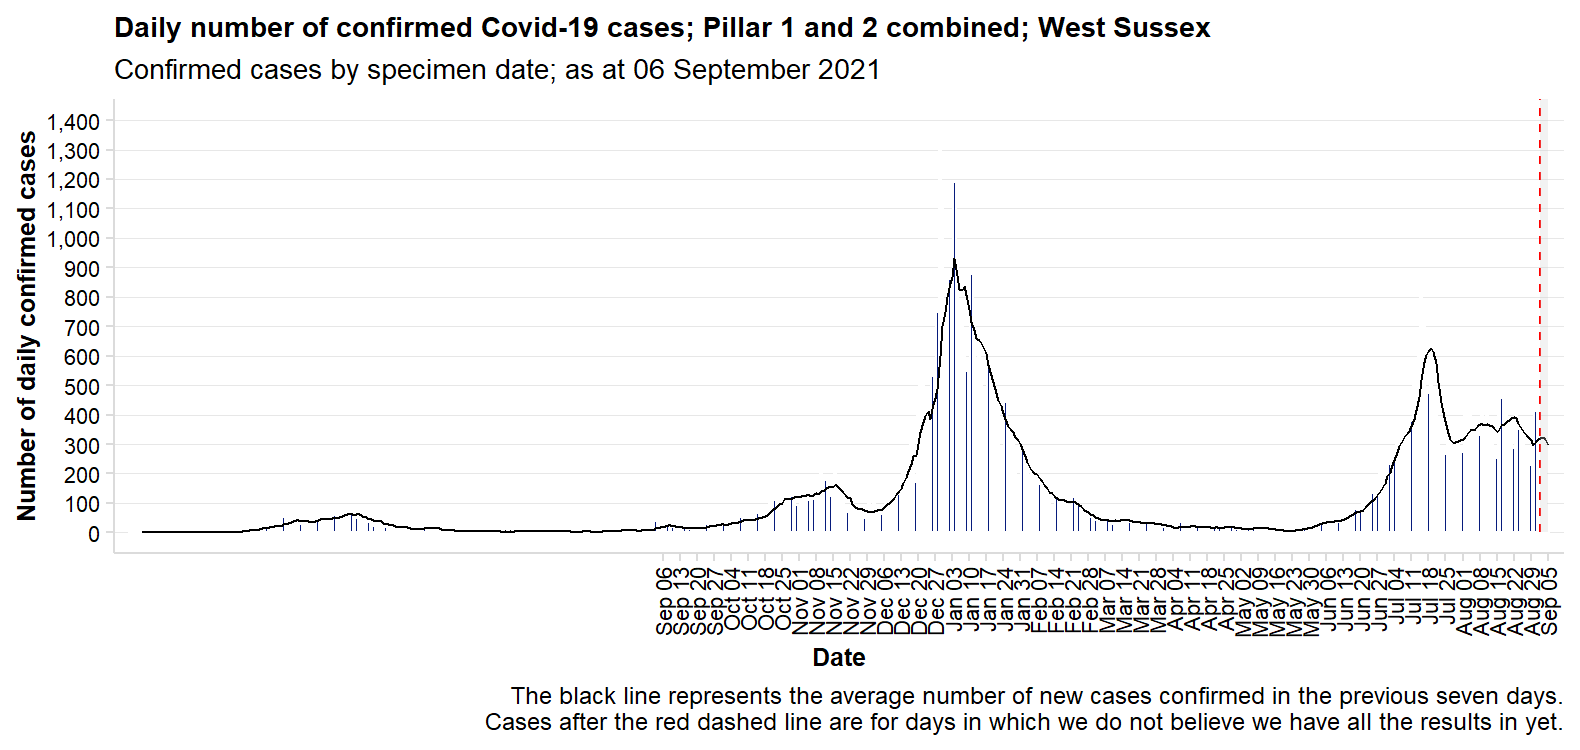 Daily number of confirmed Covid-19 cases; Pillar 1 and 2 combined; West Sussex
Confirmed cases by specimen date; as at 06 September 2021
Number of daily confirmed cases
1,400
1,300
1,200
1,100
1,000
900
800
700
600
500
400
300
200
100
0
Sep 06
Sep 13
Sep 20
Sep 27
Oct 04
Oct 11
Oct 18
Oct 25
Nov 01
Nov 08
Nov 15
Nov 22
Nov 29
Dec 06
Dec 13
Dec 20
Dec 27
Jan 03
Jan 10
Jan 17
Jan 24
Jan 31
Feb 07
Feb 14
Feb 21
Feb 28
Mar 07
Mar 14
Mar 21
Mar 28
Apr 04
Apr 11
Apr 18
Apr 25
May 02
May 09
May 16
May 23
May 30
Jun 06
Jun 13
Jun 20
Jun 27
Jul 04
Jul 11
Jul 18
Jul 25
Aug 01
Aug 08
Aug 15
Aug 22
Aug 29
Sep 05
Date
The black line represents the average number of new cases confirmed in the previous seven days.
Cases after the red dashed line are for days in which we do not believe we have all the results in yet.